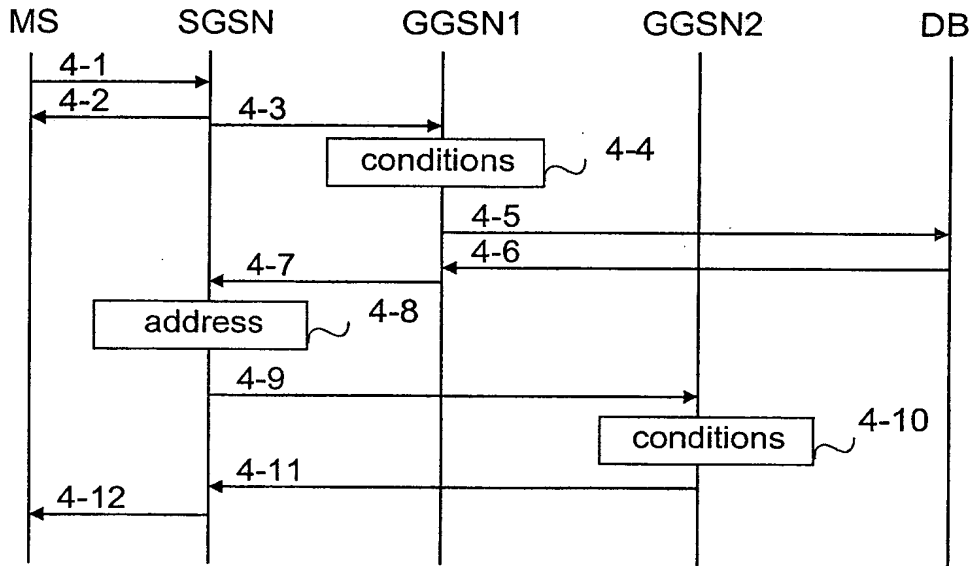 MS SGSN GGSN1 GGSN2 DB
4-1
4-2 4-3
conditions 4-4
4-5
4-6
4-7
address 4-8
4-9
conditions 4-10
4-11
4-12